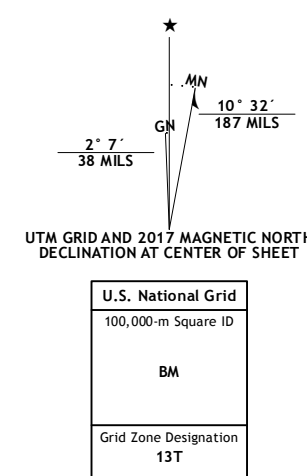 ★
MN
10° 32´
187 MILS
GN
2° 7´
38 MILS
UTM GRID AND 2017 MAGNETIC NORTH
DECLINATION AT CENTER OF SHEET
U.S. National Grid
100,000-m Square ID
BM
Grid Zone Designation
13T